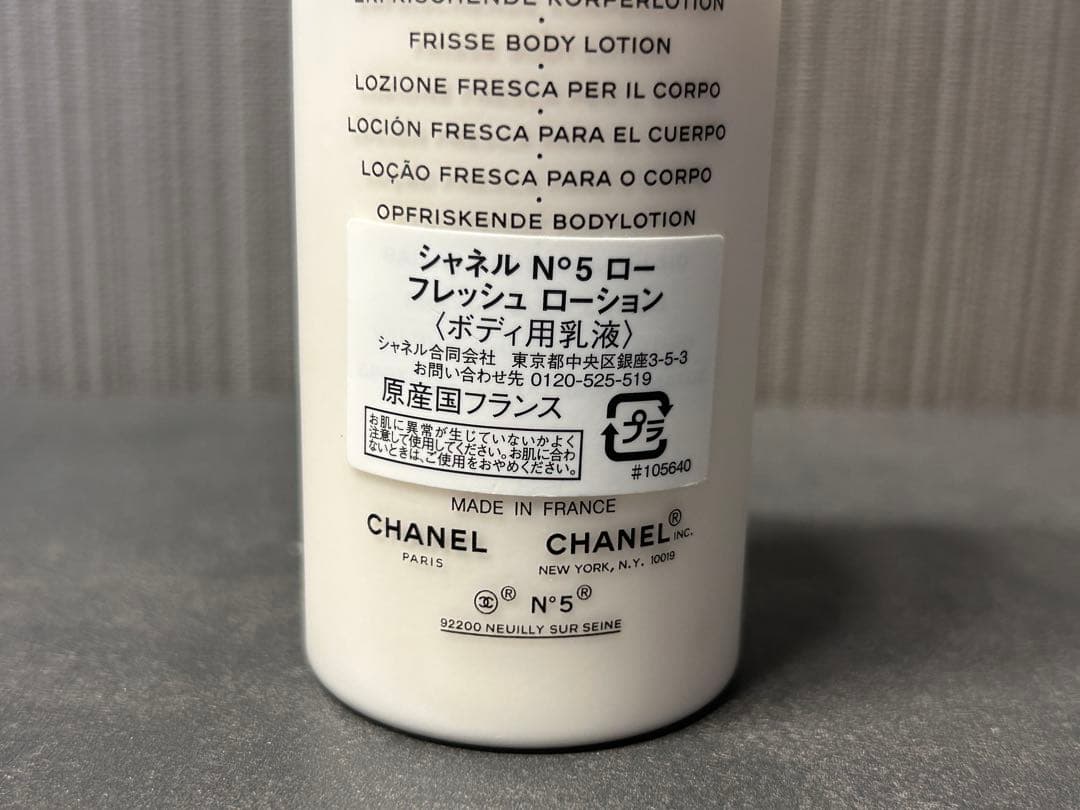 ERFRISCHENDE KÖRPERLOTION
FRISSE BODY LOTION
LOZIONE FRESCA PER IL CORPO
LOCIÓN FRESCA PARA EL CUERPO
LOÇÃO FRESCA PARA O CORPO
OPFRISKENDE BODYLOTION
シャネル N°5 ロー
フレッシュ ローション
〈ボディ用乳液〉
シャネル合同会社 東京都中央区銀座3-5-3
お問い合わせ先 0120-525-519
原産国フランス
プラ
お肌に異常が生じていないかよく
注意して使用してください。お肌に合わ
ないときは、ご使用をおやめください。
#105640
MADE IN FRANCE
CHANEL
PARIS
CHANEL® INC.
NEW YORK, N.Y. 10019
® N°5®
92200 NEUILLY SUR SEINE